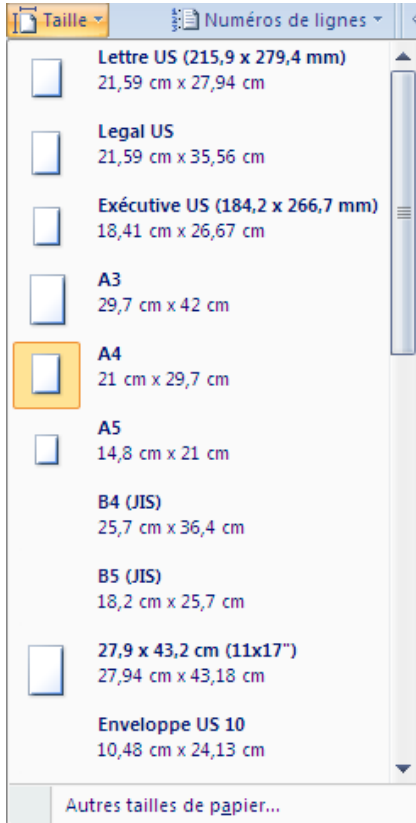 Taille Numéros de lignes
Lettre US (215,9 x 279,4 mm)
21,59 cm x 27,94 cm
Legal US
21,59 cm x 35,56 cm
Exécutive US (184,2 x 266,7 mm)
18,41 cm x 26,67 cm
A3
29,7 cm x 42 cm
A4
21 cm x 29,7 cm
A5
14,8 cm x 21 cm
B4 (JIS)
25,7 cm x 36,4 cm
B5 (JIS)
18,2 cm x 25,7 cm
27,9 x 43,2 cm (11x17")
27,94 cm x 43,18 cm
Enveloppe US 10
10,48 cm x 24,13 cm
Autres tailles de papier...